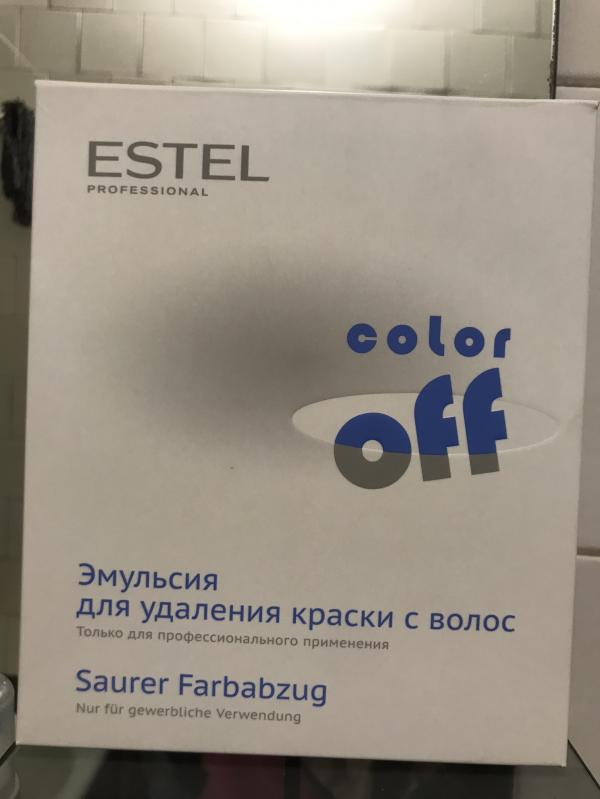 ESTEL
PROFESSIONAL
color
off
Эмульсия
для удаления краски с волос
Только для профессионального применения
Saurer Farbabzug
Nur für gewerbliche Verwendung